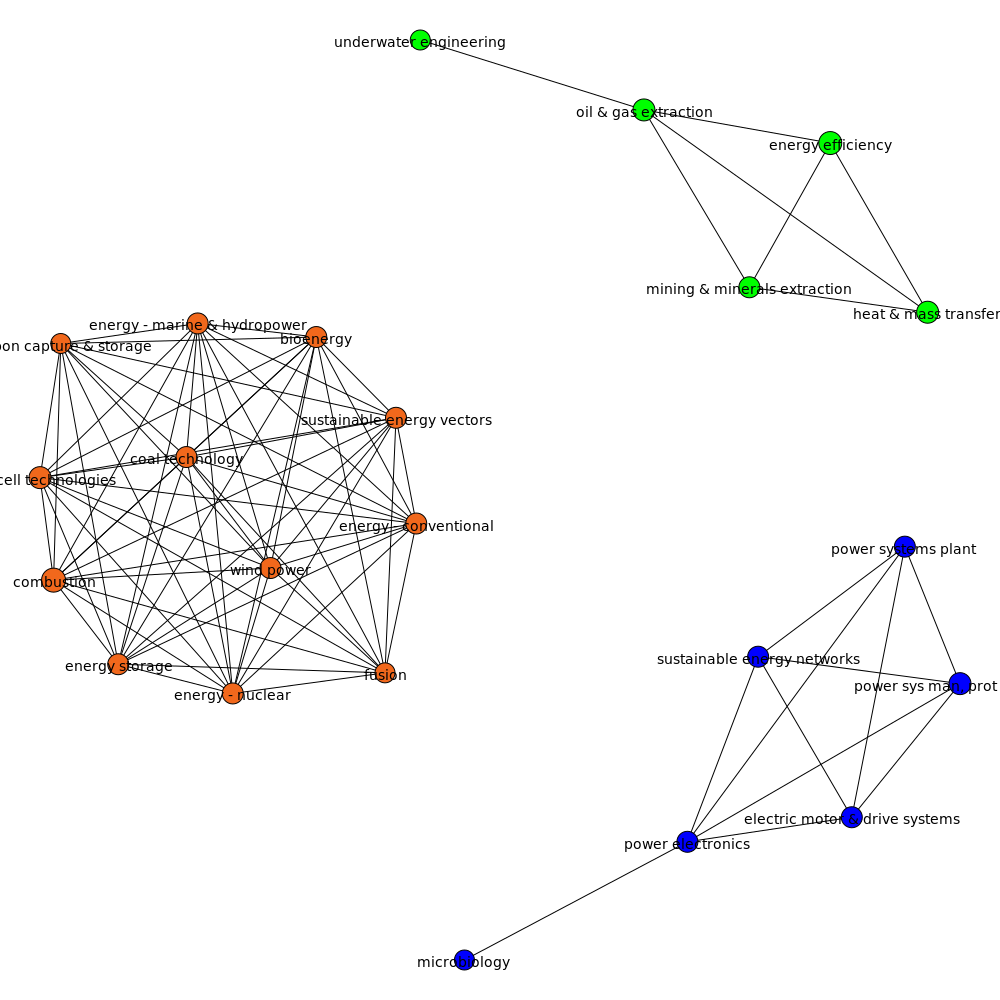 underwater engineering
oil & gas extraction
energy efficiency
mining & minerals extraction
heat & mass transfer
energy - marine & hydropower
bioenergy
capture & storage
sustainable energy vectors
coal technology
cell technologies
energy - conventional
wind power
combustion
energy storage
fusion
energy - nuclear
power systems plant
sustainable energy networks
power sys man, prot
electric motor & drive systems
power electronics
microbiology